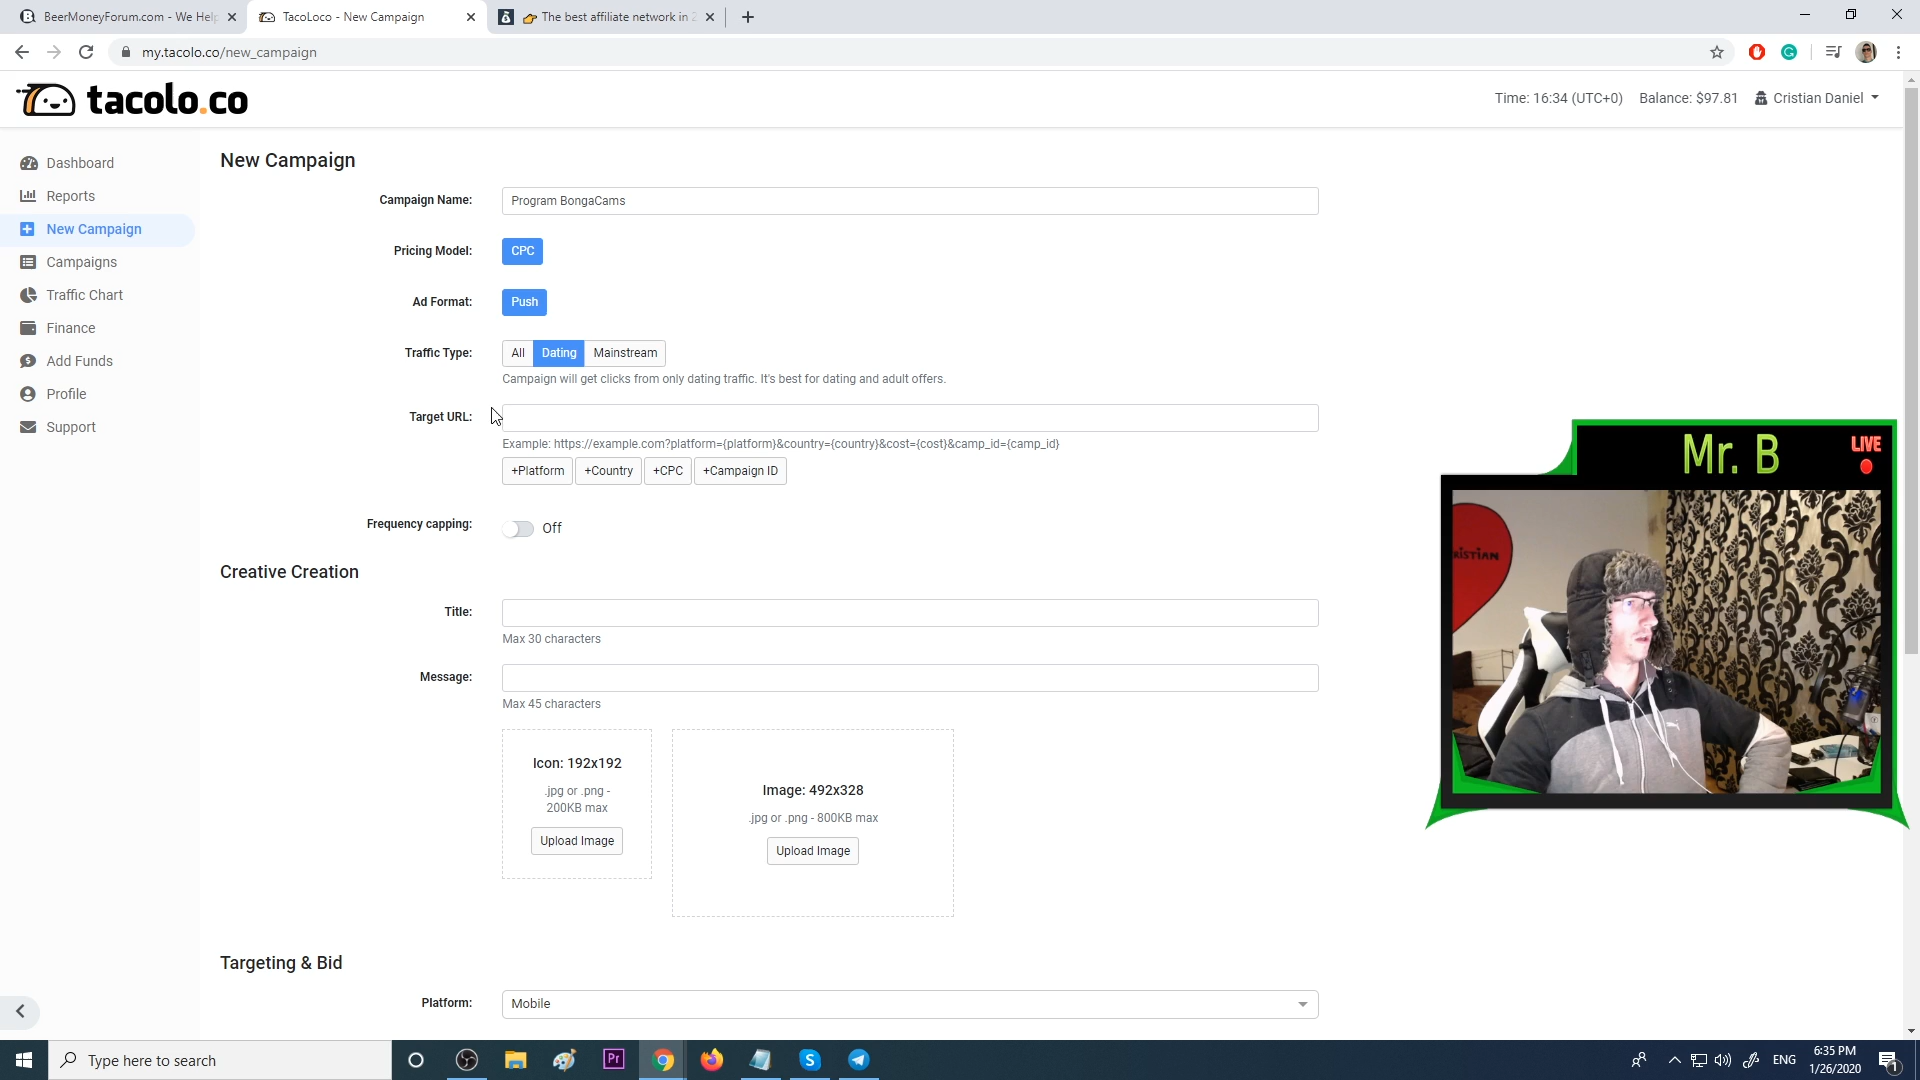 BeerMoneyForum.com - We Help
TacoLoco - New Campaign
The best affiliate network in 2
my.tacolo.co/new_campaign
tacolo.co
Time: 16:34 (UTC+0)
Balance: $97.81
Cristian Daniel
Dashboard
Reports
New Campaign
Campaigns
Traffic Chart
Finance
Add Funds
Profile
Support
New Campaign
Campaign Name:
Program BongaCams
Pricing Model:
CPC
Ad Format:
Push
Traffic Type:
All
Dating
Mainstream
Campaign will get clicks from only dating traffic. It's best for dating and adult offers.
Target URL:
Example: https://example.com?platform={platform}&country={country}&cost={cost}&camp_id={camp_id}
+Platform
+Country
+CPC
+Campaign ID
Frequency capping:
Off
Creative Creation
Title:
Max 30 characters
Message:
Max 45 characters
Icon: 192x192
.jpg or .png -
200KB max
Upload Image
Image: 492x328
.jpg or .png - 800KB max
Upload Image
Targeting & Bid
Platform:
Mobile
Mr. B
LIVE
RISTIAN
Type here to search
Pr
S
ENG
6:35 PM
1/26/2020
1